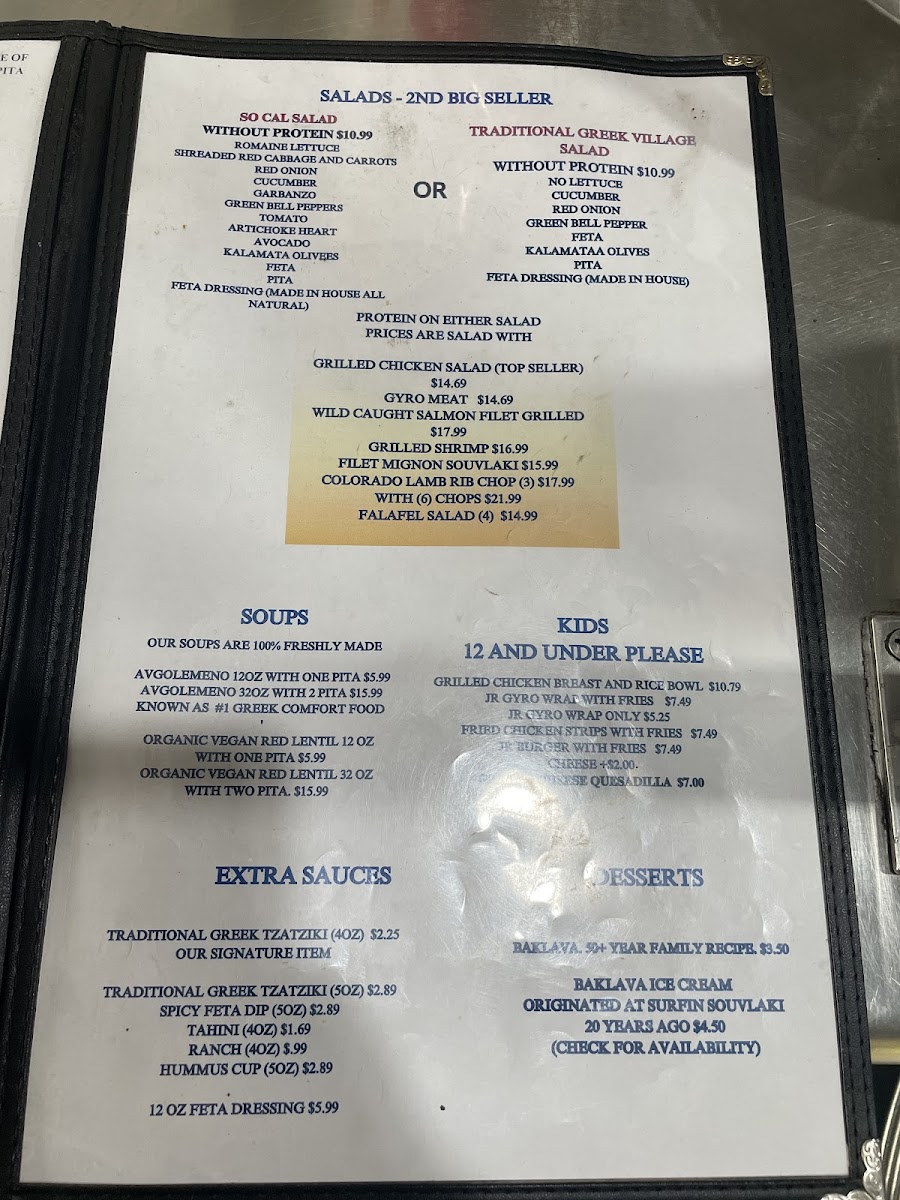 E OF
PITA
SALADS - 2ND BIG SELLER
SO CAL SALAD
WITHOUT PROTEIN $10.99
ROMAINE LETTUCE
SHREADED RED CABBAGE AND CARROTS
RED ONION
CUCUMBER
GARBANZO
GREEN BELL PEPPERS
TOMATO
ARTICHOKE HEART
AVOCADO
KALAMATA OLIVEES
FETA
PITA
FETA DRESSING (MADE IN HOUSE ALL
NATURAL)
OR
TRADITIONAL GREEK VILLAGE
SALAD
WITHOUT PROTEIN $10.99
NO LETTUCE
CUCUMBER
RED ONION
GREEN BELL PEPPER
FETA
KALAMATAA OLIVES
PITA
FETA DRESSING (MADE IN HOUSE)
PROTEIN ON EITHER SALAD
PRICES ARE SALAD WITH
GRILLED CHICKEN SALAD (TOP SELLER)
$14.69
GYRO MEAT $14.69
WILD CAUGHT SALMON FILET GRILLED
$17.99
GRILLED SHRIMP $16.99
FILET MIGNON SOUVLAKI $15.99
COLORADO LAMB RIB CHOP (3) $17.99
WITH (6) CHOPS $21.99
FALAFEL SALAD (4) $14.99
SOUPS
OUR SOUPS ARE 100% FRESHLY MADE
AVGOLEMENO 12OZ WITH ONE PITA $5.99
AVGOLEMENO 32OZ WITH 2 PITA $15.99
KNOWN AS #1 GREEK COMFORT FOOD
ORGANIC VEGAN RED LENTIL 12 OZ
WITH ONE PITA $5.99
ORGANIC VEGAN RED LENTIL 32 OZ
WITH TWO PITA. $15.99
KIDS
12 AND UNDER PLEASE
GRILLED CHICKEN BREAST AND RICE BOWL $10.79
JR GYRO WRAP WITH FRIES $7.49
JR GYRO WRAP ONLY $5.25
FRIED CHICKEN STRIPS WITH FRIES $7.49
JR BURGER WITH FRIES $7.49
CHEESE +$2.00.
CHEESE QUESADILLA $7.00
EXTRA SAUCES
TRADITIONAL GREEK TZATZIKI (4OZ) $2.25
OUR SIGNATURE ITEM
TRADITIONAL GREEK TZATZIKI (5OZ) $2.89
SPICY FETA DIP (5OZ) $2.89
TAHINI (4OZ) $1.69
RANCH (4OZ) $.99
HUMMUS CUP (5OZ) $2.89
12 OZ FETA DRESSING $5.99
DESSERTS
BAKLAVA. 50+ YEAR FAMILY RECIPE. $3.50
BAKLAVA ICE CREAM
ORIGINATED AT SURFIN SOUVLAKI
20 YEARS AGO $4.50
(CHECK FOR AVAILABILITY)